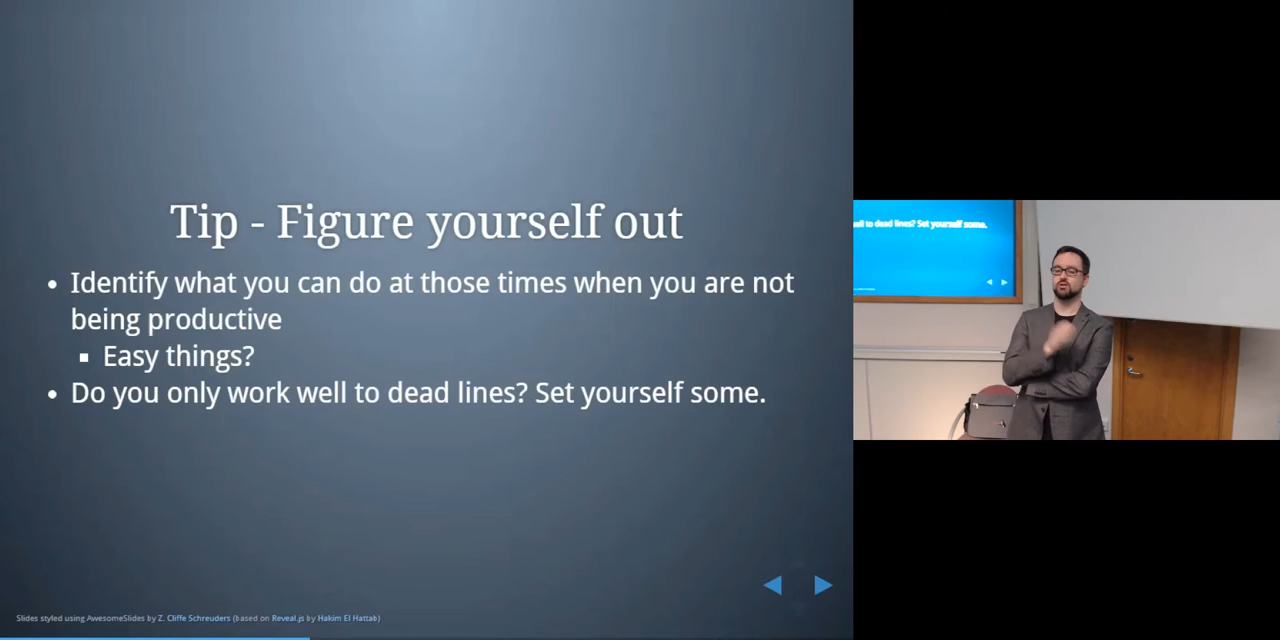 Tip - Figure yourself out
• Identify what you can do at those times when you are not
being productive
▪ Easy things?
• Do you only work well to dead lines? Set yourself some.
Slides styled using AwesomeSlides by Z. Cliffe Schreuders (based on Reveal.js by Hakim El Hattab)
to dead lines? Set yourself some.